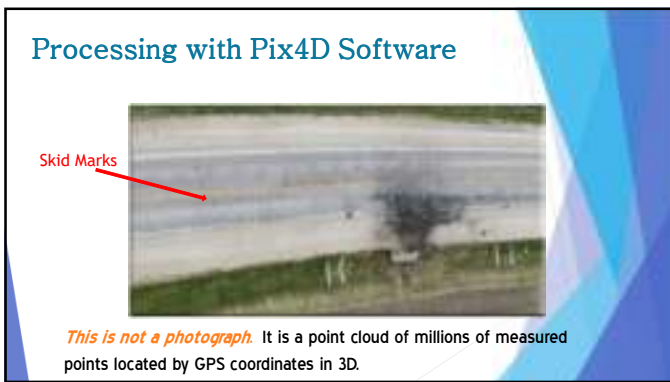 Processing with Pix4D Software
Skid Marks
This is not a photograph. It is a point cloud of millions of measured
points located by GPS coordinates in 3D.